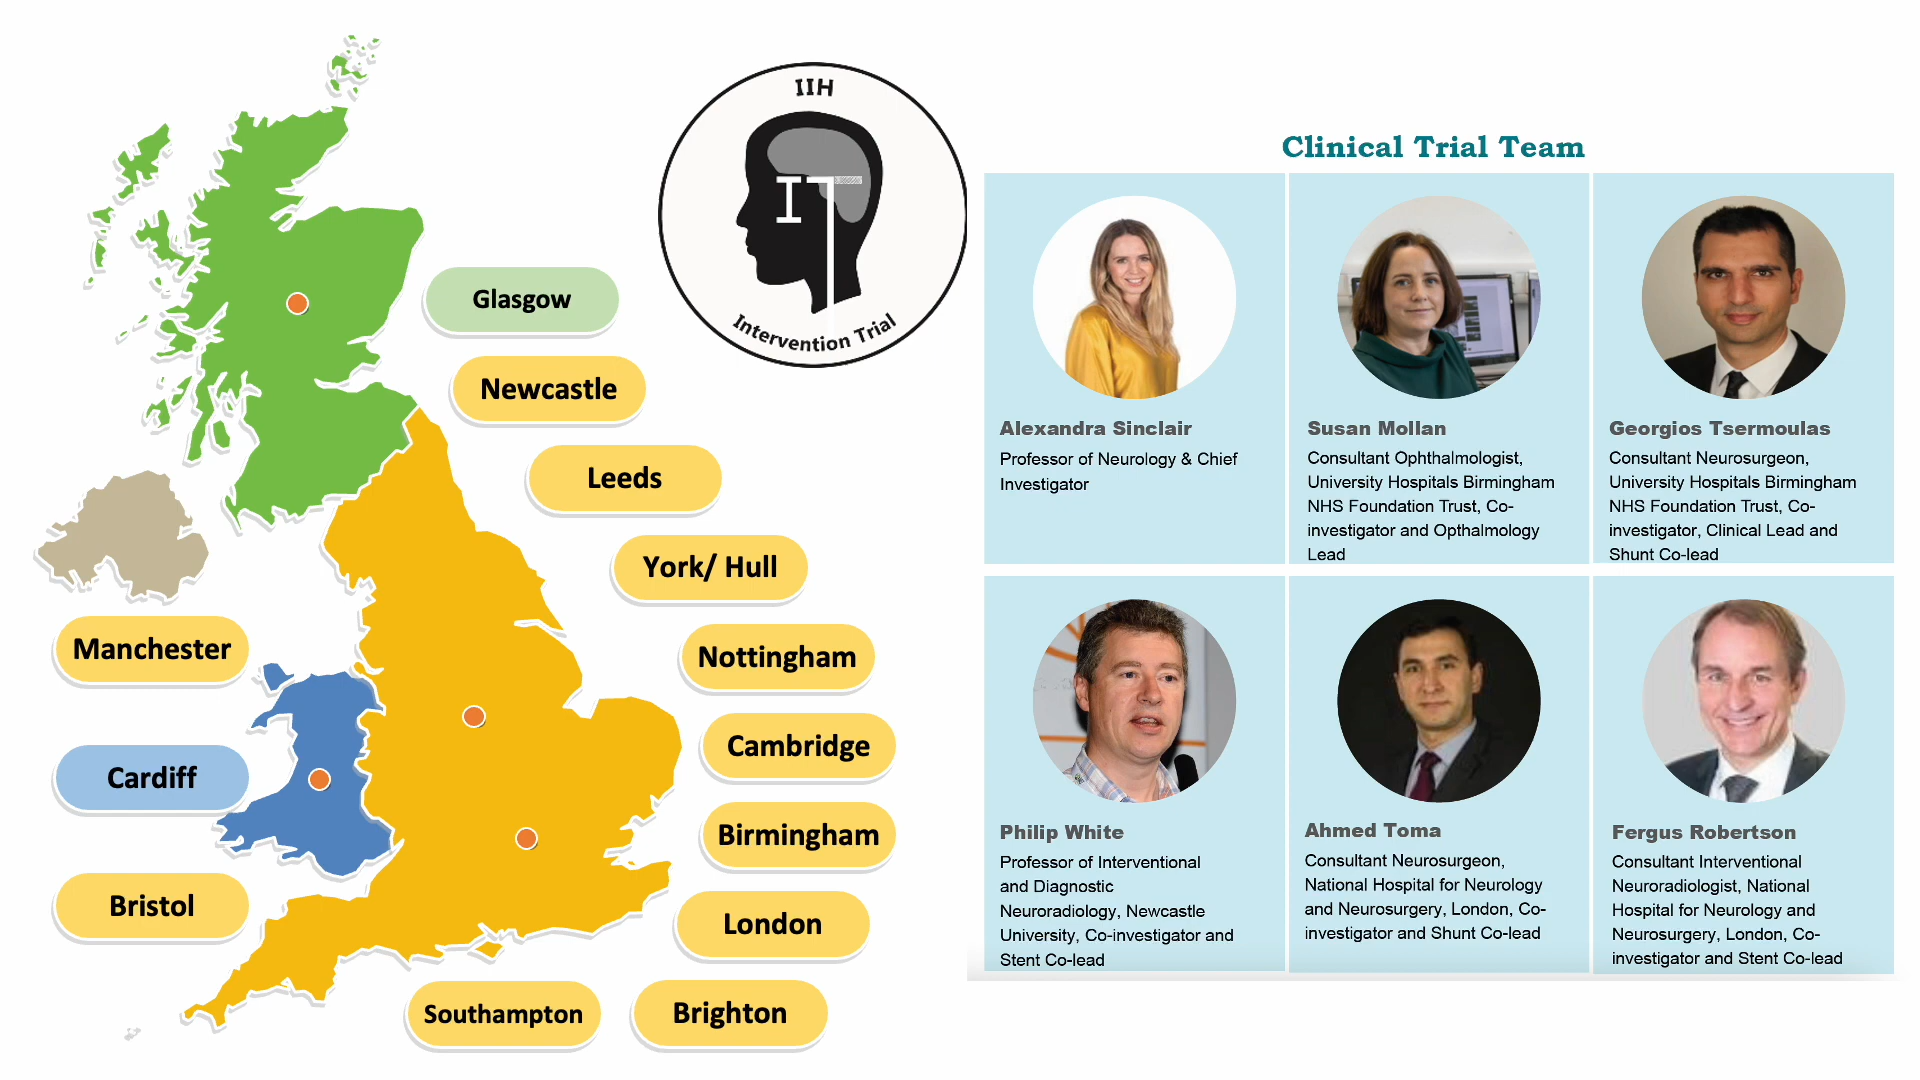 IIH
Intervention Trial
Glasgow
Newcastle
Leeds
York/ Hull
Manchester
Nottingham
Cambridge
Cardiff
Birmingham
Bristol
London
Southampton
Brighton
Clinical Trial Team
Alexandra Sinclair
Professor of Neurology & Chief
Investigator
Susan Mollan
Consultant Ophthalmologist,
University Hospitals Birmingham
NHS Foundation Trust, Co-
investigator and Opthalmology
Lead
Georgios Tsermoulas
Consultant Neurosurgeon,
University Hospitals Birmingham
NHS Foundation Trust, Co-
investigator, Clinical Lead and
Shunt Co-lead
Philip White
Professor of Interventional
and Diagnostic
Neuroradiology, Newcastle
University, Co-investigator and
Stent Co-lead
Ahmed Toma
Consultant Neurosurgeon,
National Hospital for Neurology
and Neurosurgery, London, Co-
investigator and Shunt Co-lead
Fergus Robertson
Consultant Interventional
Neuroradiologist, National
Hospital for Neurology and
Neurosurgery, London, Co-
investigator and Stent Co-lead